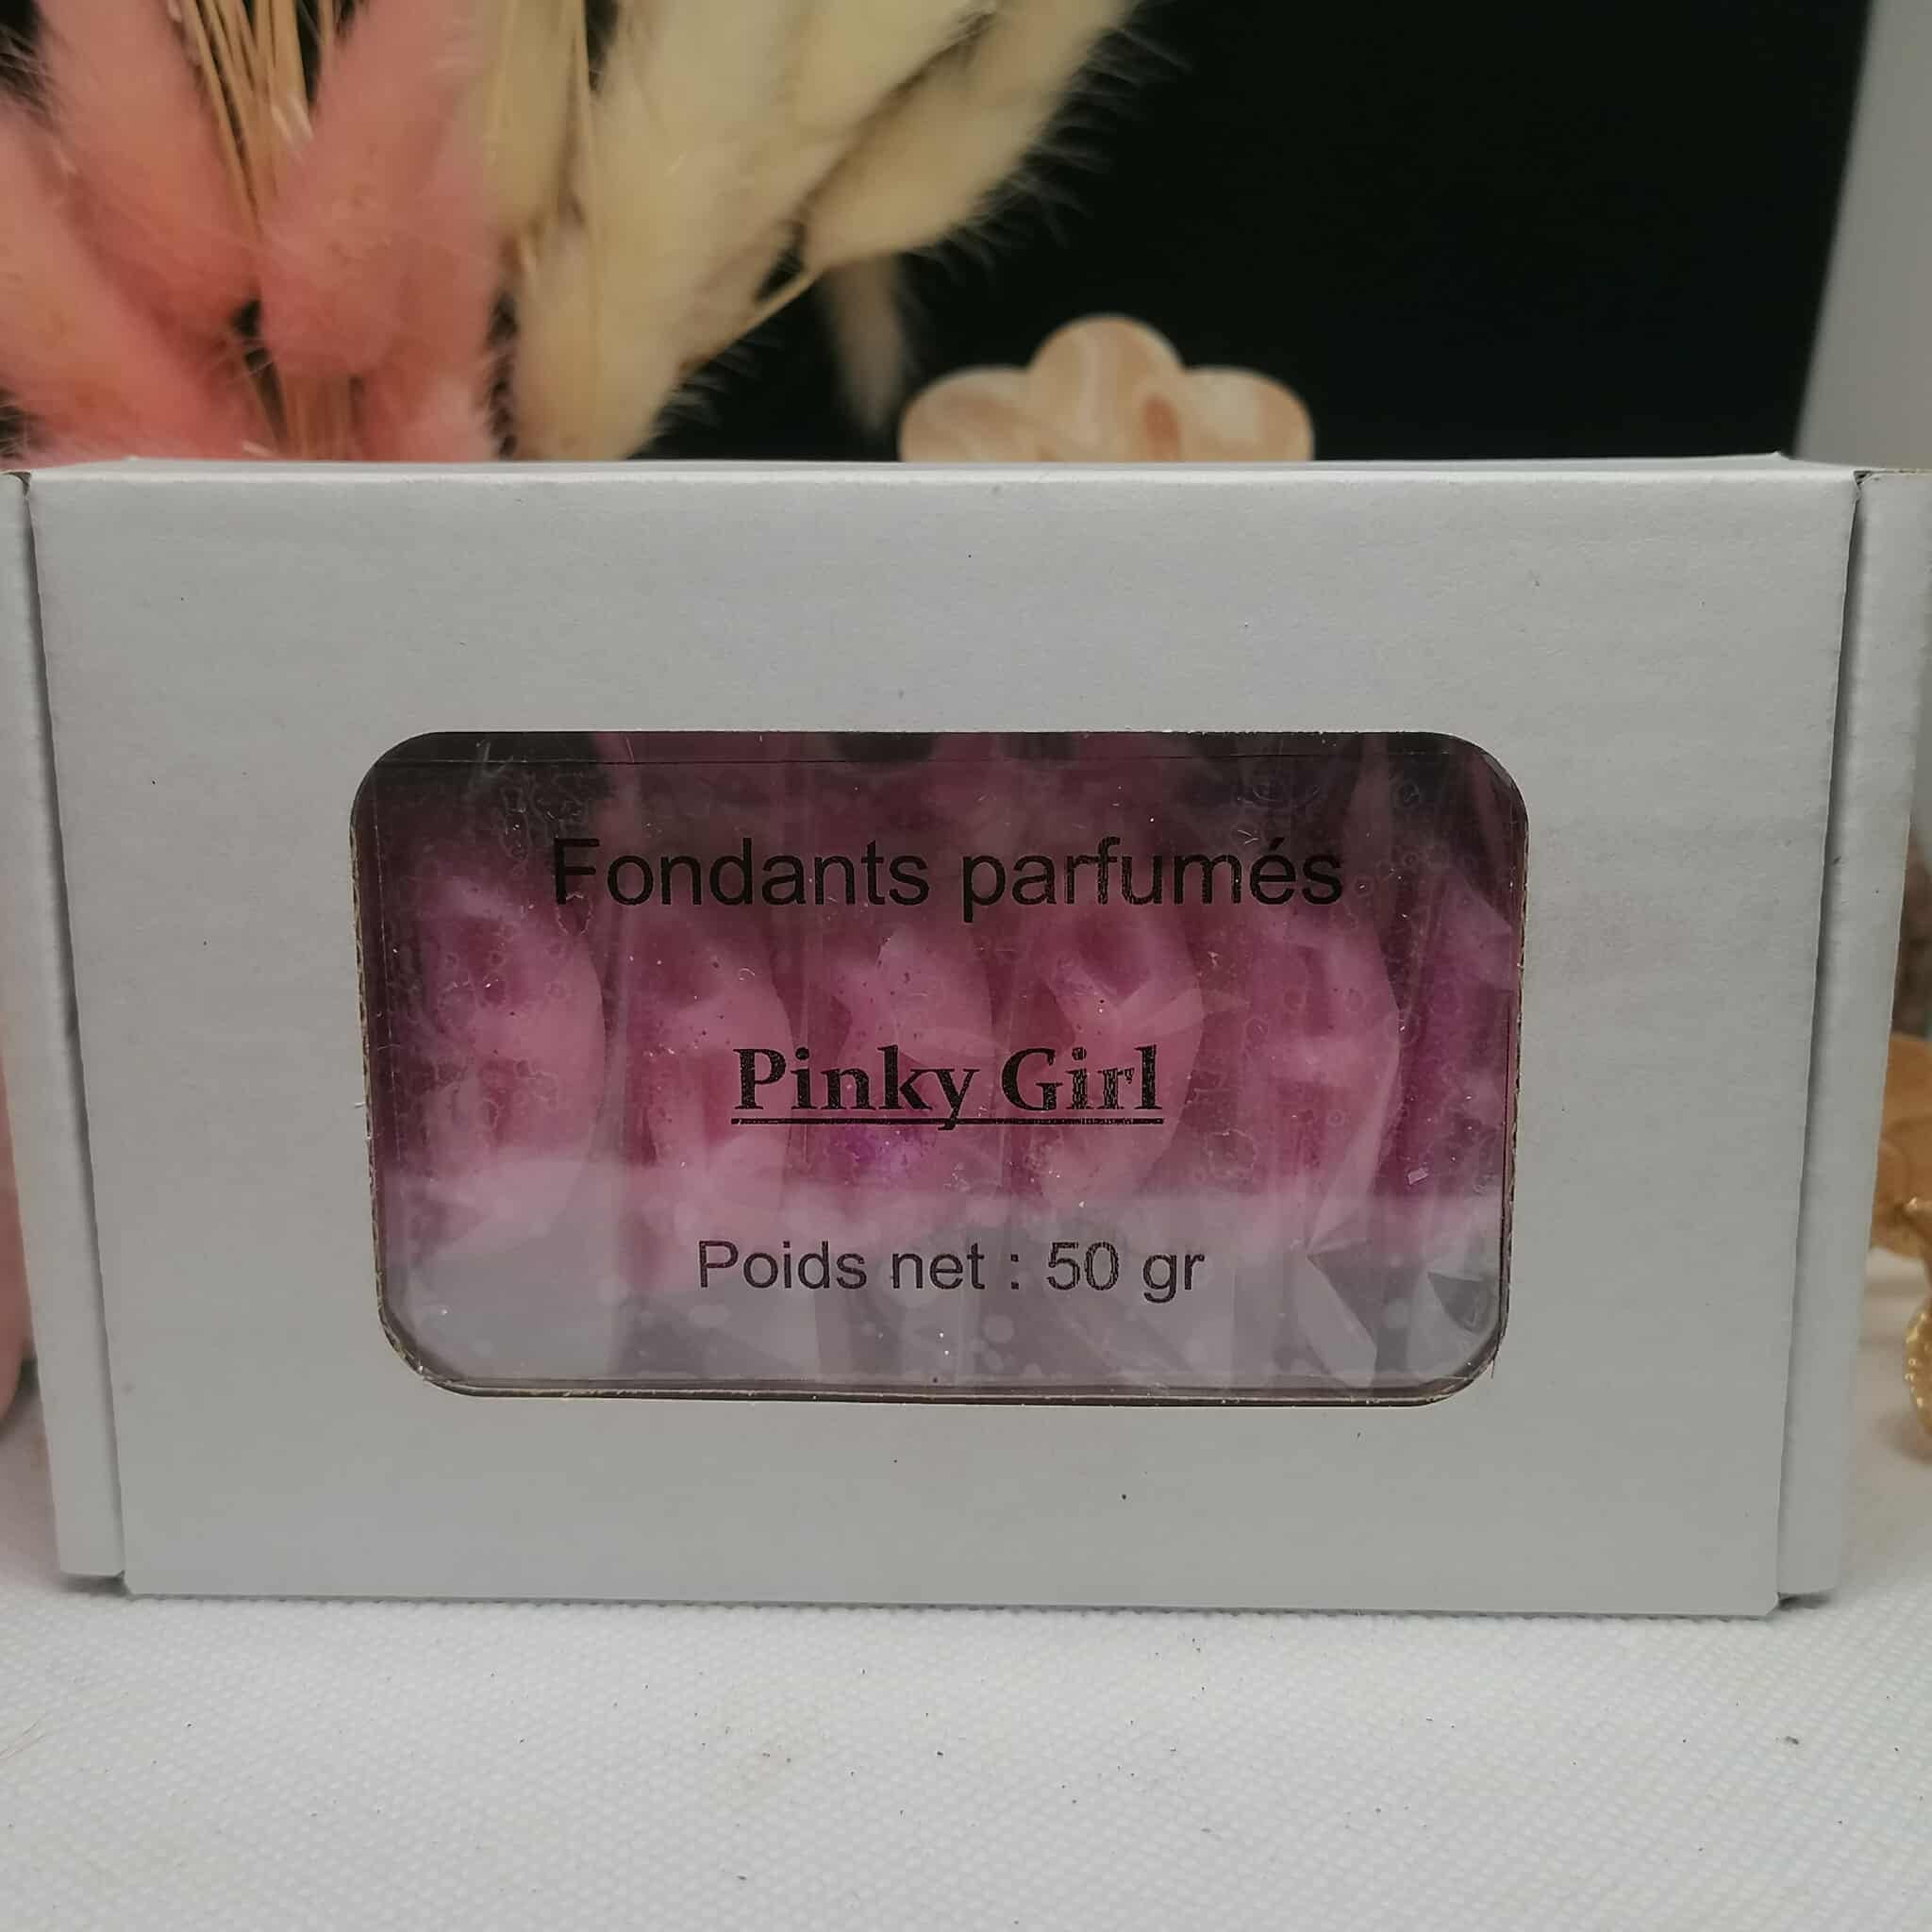 Fondants parfumés
Pinky Girl
Poids net : 50 gr